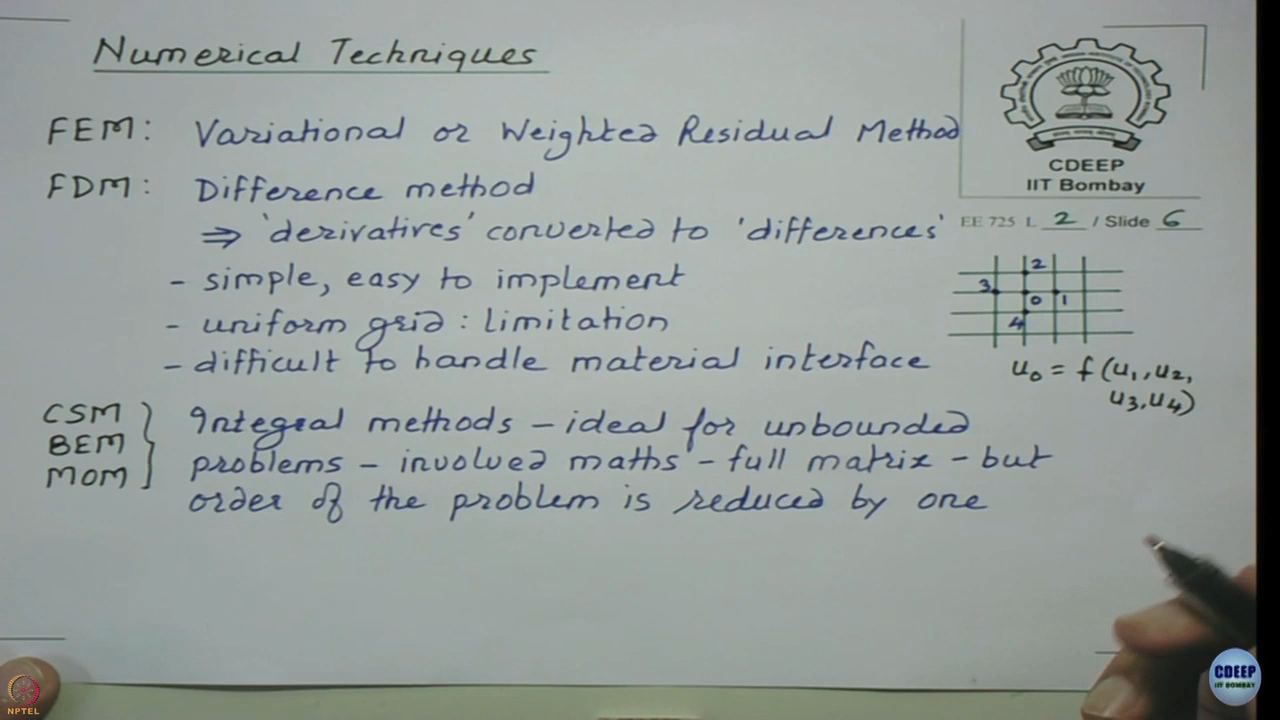 Numerical Techniques
FEM: Variational or Weighted Residual Method
FDM: Difference method
⇒ 'derivatives' converted to 'differences'
- simple, easy to implement
- uniform grid: limitation
- difficult to handle material interface
CSM
BEM
MOM
Integral methods - ideal for unbounded
problems - involved maths - full matrix - but
order of the problem is reduced by one
CDEEP
IIT Bombay
EE 725 L 2 / Slide 6
2
3 0 1
4
u0 = f(u1, u2,
u3, u4)
NPTEL
CDEEP
IIT BOMBAY